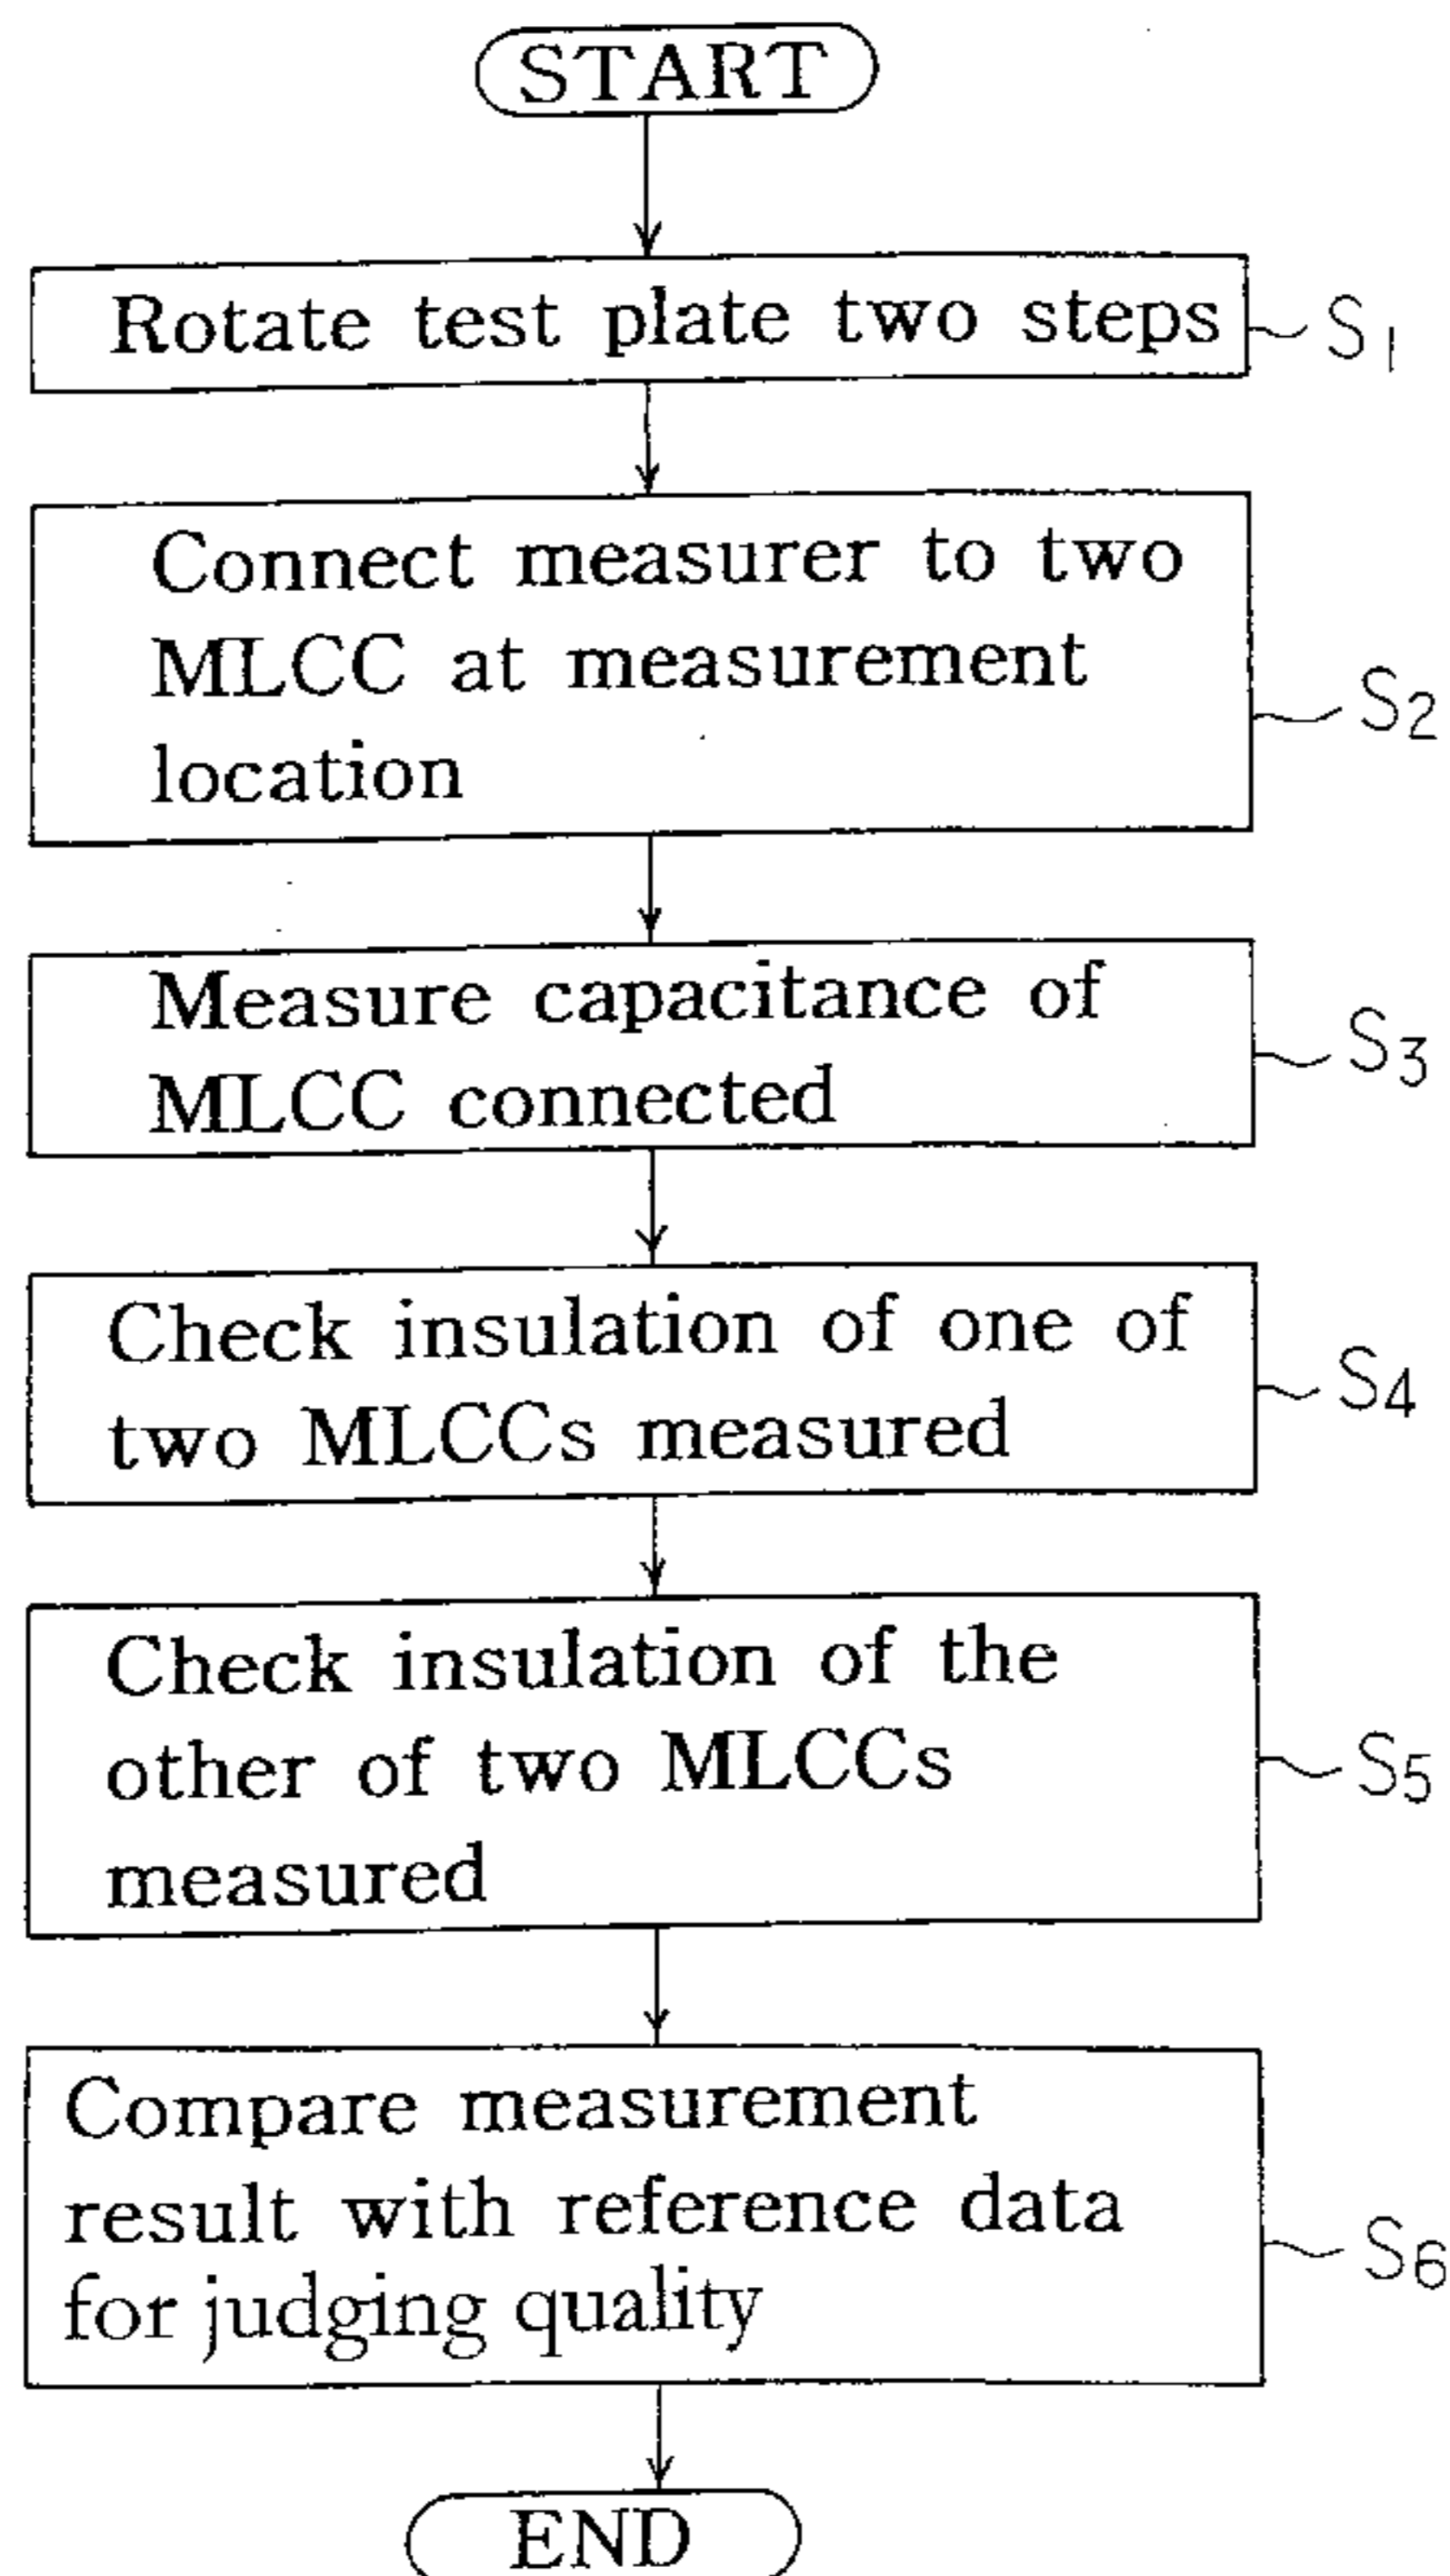 START
Rotate test plate two steps
S1
Connect measurer to two
MLCC at measurement
location
S2
Measure capacitance of
MLCC connected
S3
Check insulation of one of
two MLCCs measured
S4
Check insulation of the
other of two MLCCs
measured
S5
Compare measurement
result with reference data
for judging quality
S6
END